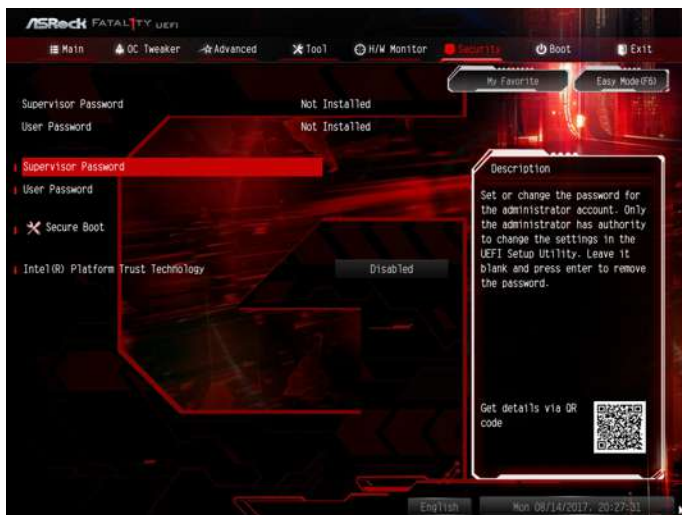 ASRock FATAL1TY UEFI
Main OC Tweaker Advanced Tool H/W Monitor Security Boot Exit
My Favorite Easy Mode(F6)
Supervisor Password Not Installed
User Password Not Installed
Supervisor Password
User Password
Secure Boot
Intel(R) Platform Trust Technology Disabled
Description
Set or change the password for
the administrator account. Only
the administrator has authority
to change the settings in the
UEFI Setup Utility. Leave it
blank and press enter to remove
the password.
Get details via QR
code
English Mon 08/14/2017, 20:27:31